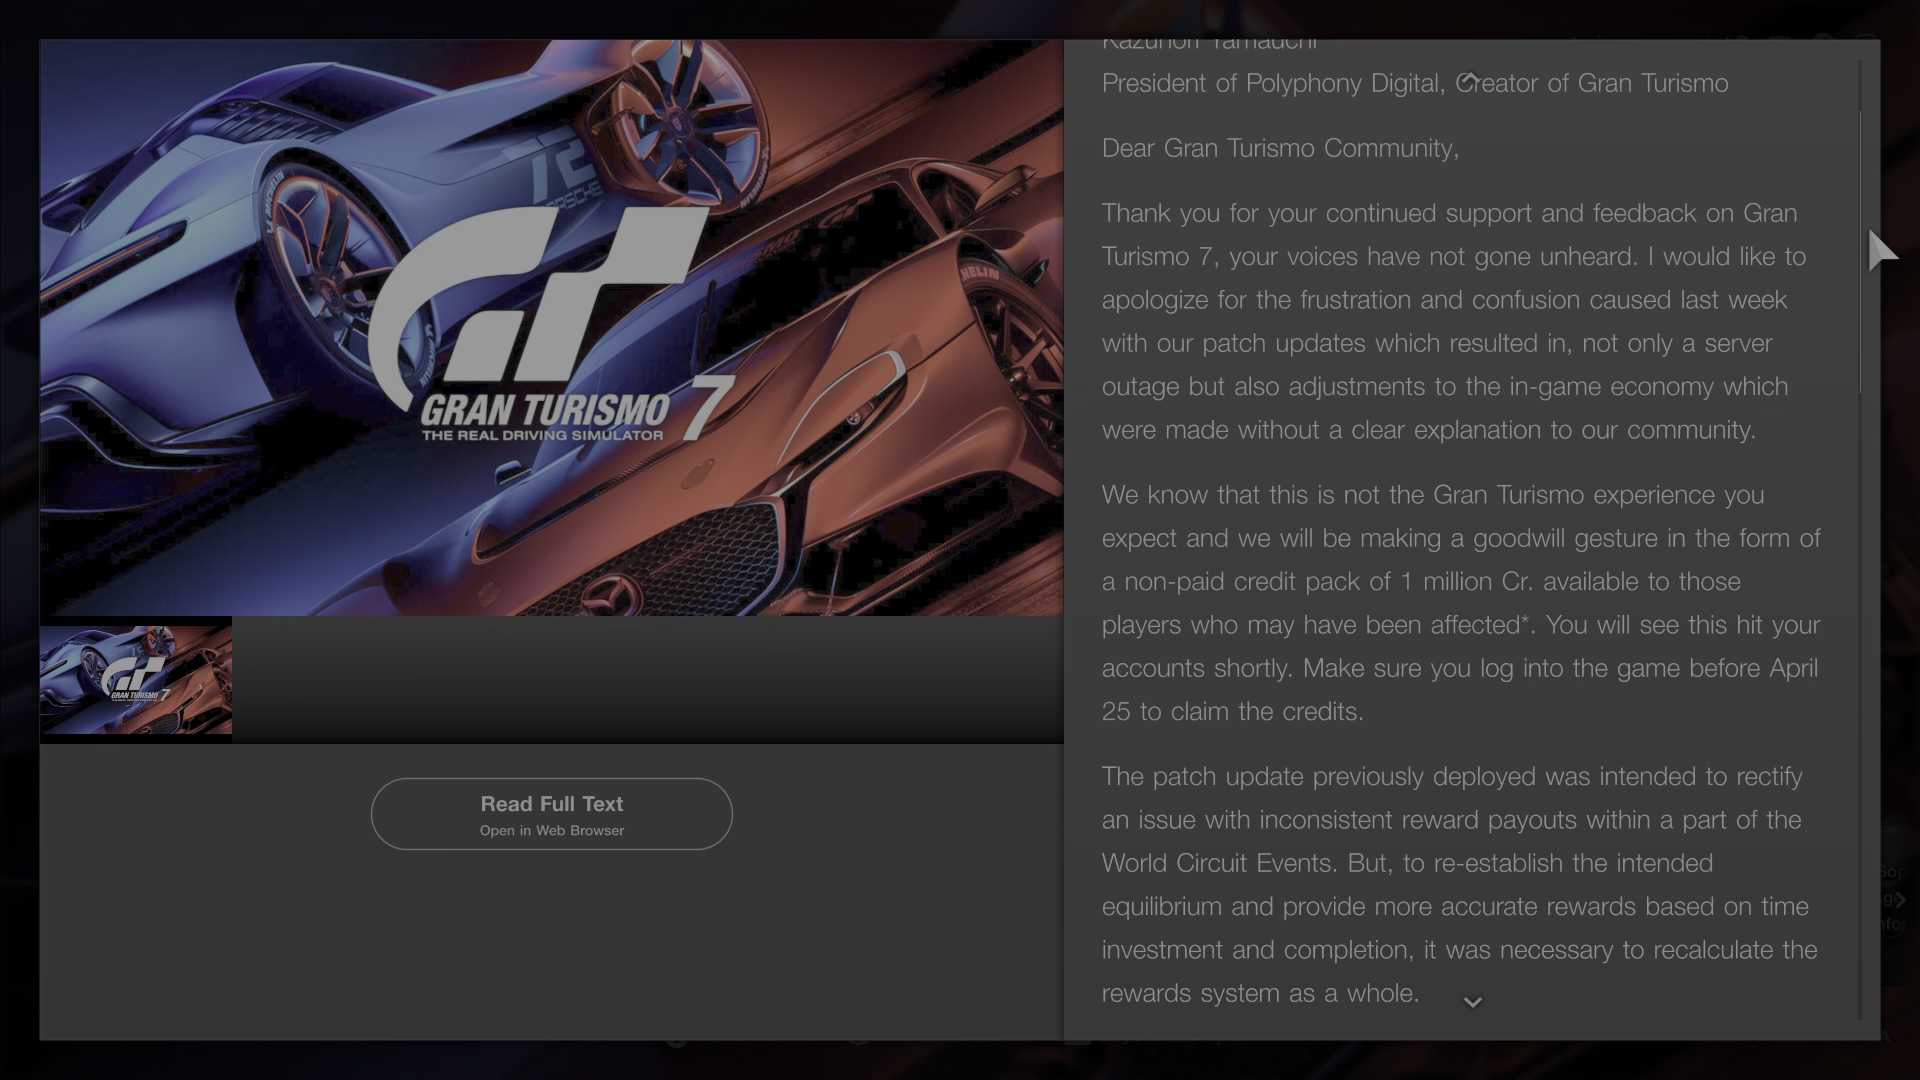 Kazunori Yamauchi
President of Polyphony Digital, Creator of Gran Turismo
Dear Gran Turismo Community,
Thank you for your continued support and feedback on Gran
Turismo 7, your voices have not gone unheard. I would like to
apologize for the frustration and confusion caused last week
with our patch updates which resulted in, not only a server
outage but also adjustments to the in-game economy which
were made without a clear explanation to our community.
We know that this is not the Gran Turismo experience you
expect and we will be making a goodwill gesture in the form of
a non-paid credit pack of 1 million Cr. available to those
players who may have been affected*. You will see this hit your
accounts shortly. Make sure you log into the game before April
25 to claim the credits.
The patch update previously deployed was intended to rectify
an issue with inconsistent reward payouts within a part of the
World Circuit Events. But, to re-establish the intended
equilibrium and provide more accurate rewards based on time
investment and completion, it was necessary to recalculate the
rewards system as a whole.
72
PORSCHE
MICHELIN
GT
GRAN TURISMO 7
THE REAL DRIVING SIMULATOR
GRAN TURISMO 7
Read Full Text
Open in Web Browser